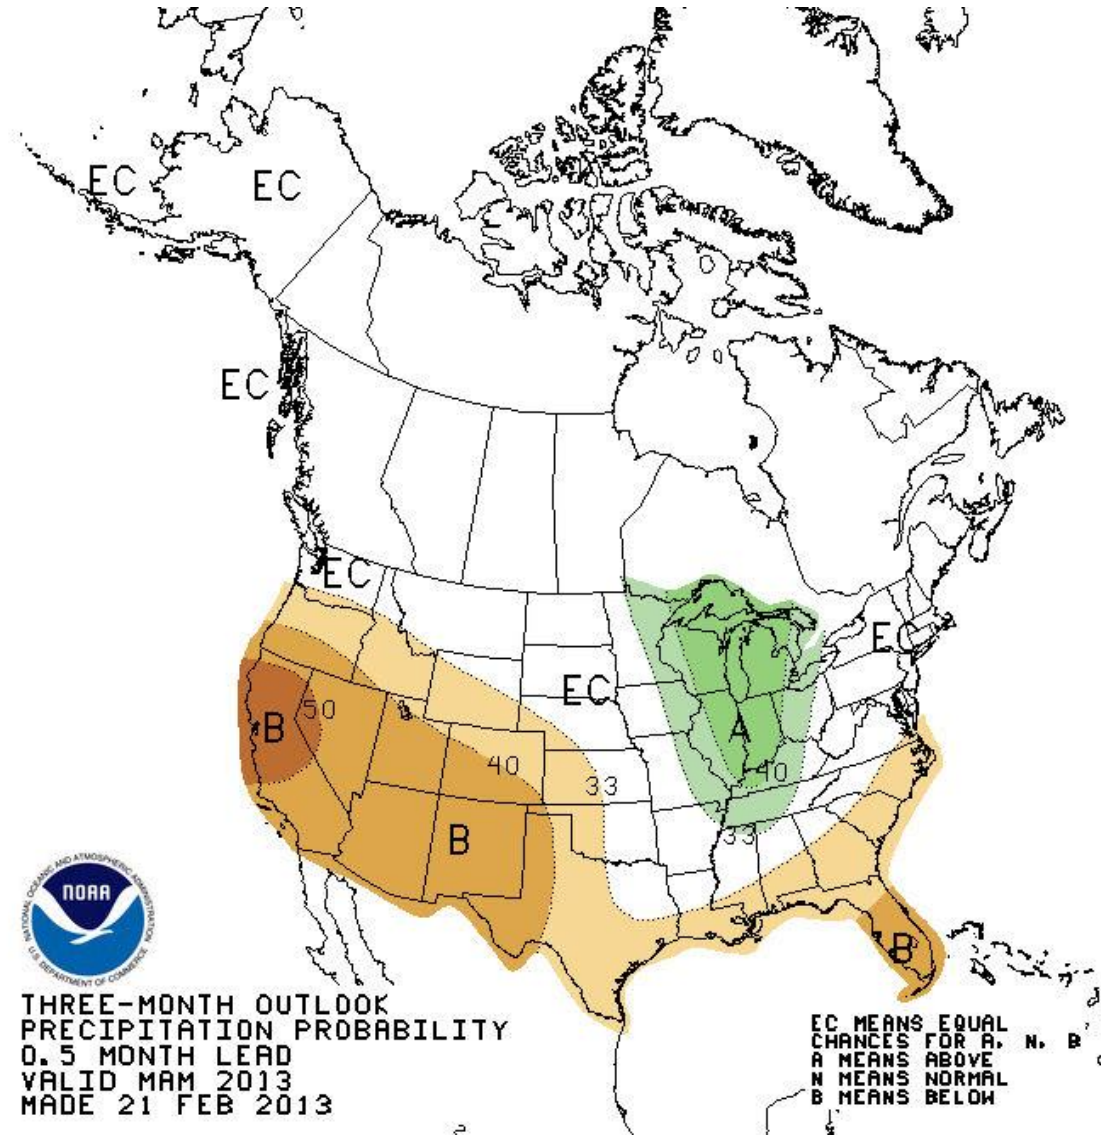 EC
EC
EC
EC
EC
EC
B
50
A
40
33
40
33
B
B
NATIONAL OCEANIC AND ATMOSPHERIC ADMINISTRATION
NOAA
U.S. DEPARTMENT OF COMMERCE
THREE-MONTH OUTLOOK
PRECIPITATION PROBABILITY
0.5 MONTH LEAD
VALID MAM 2013
MADE 21 FEB 2013
EC MEANS EQUAL
CHANCES FOR A, N, B
A MEANS ABOVE
N MEANS NORMAL
B MEANS BELOW